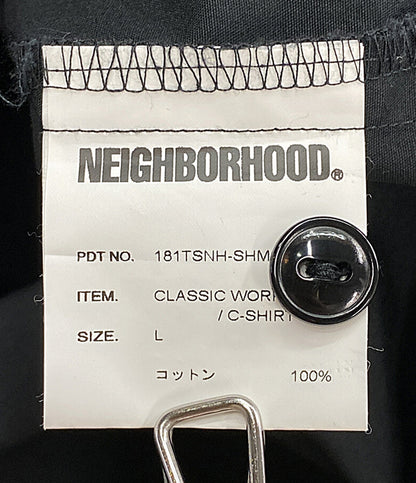 NEIGHBORHOOD®
PDT NO. 181TSNH-SHM
ITEM. CLASSIC WOR
/ C-SHIRT
SIZE. L
コットン 100%